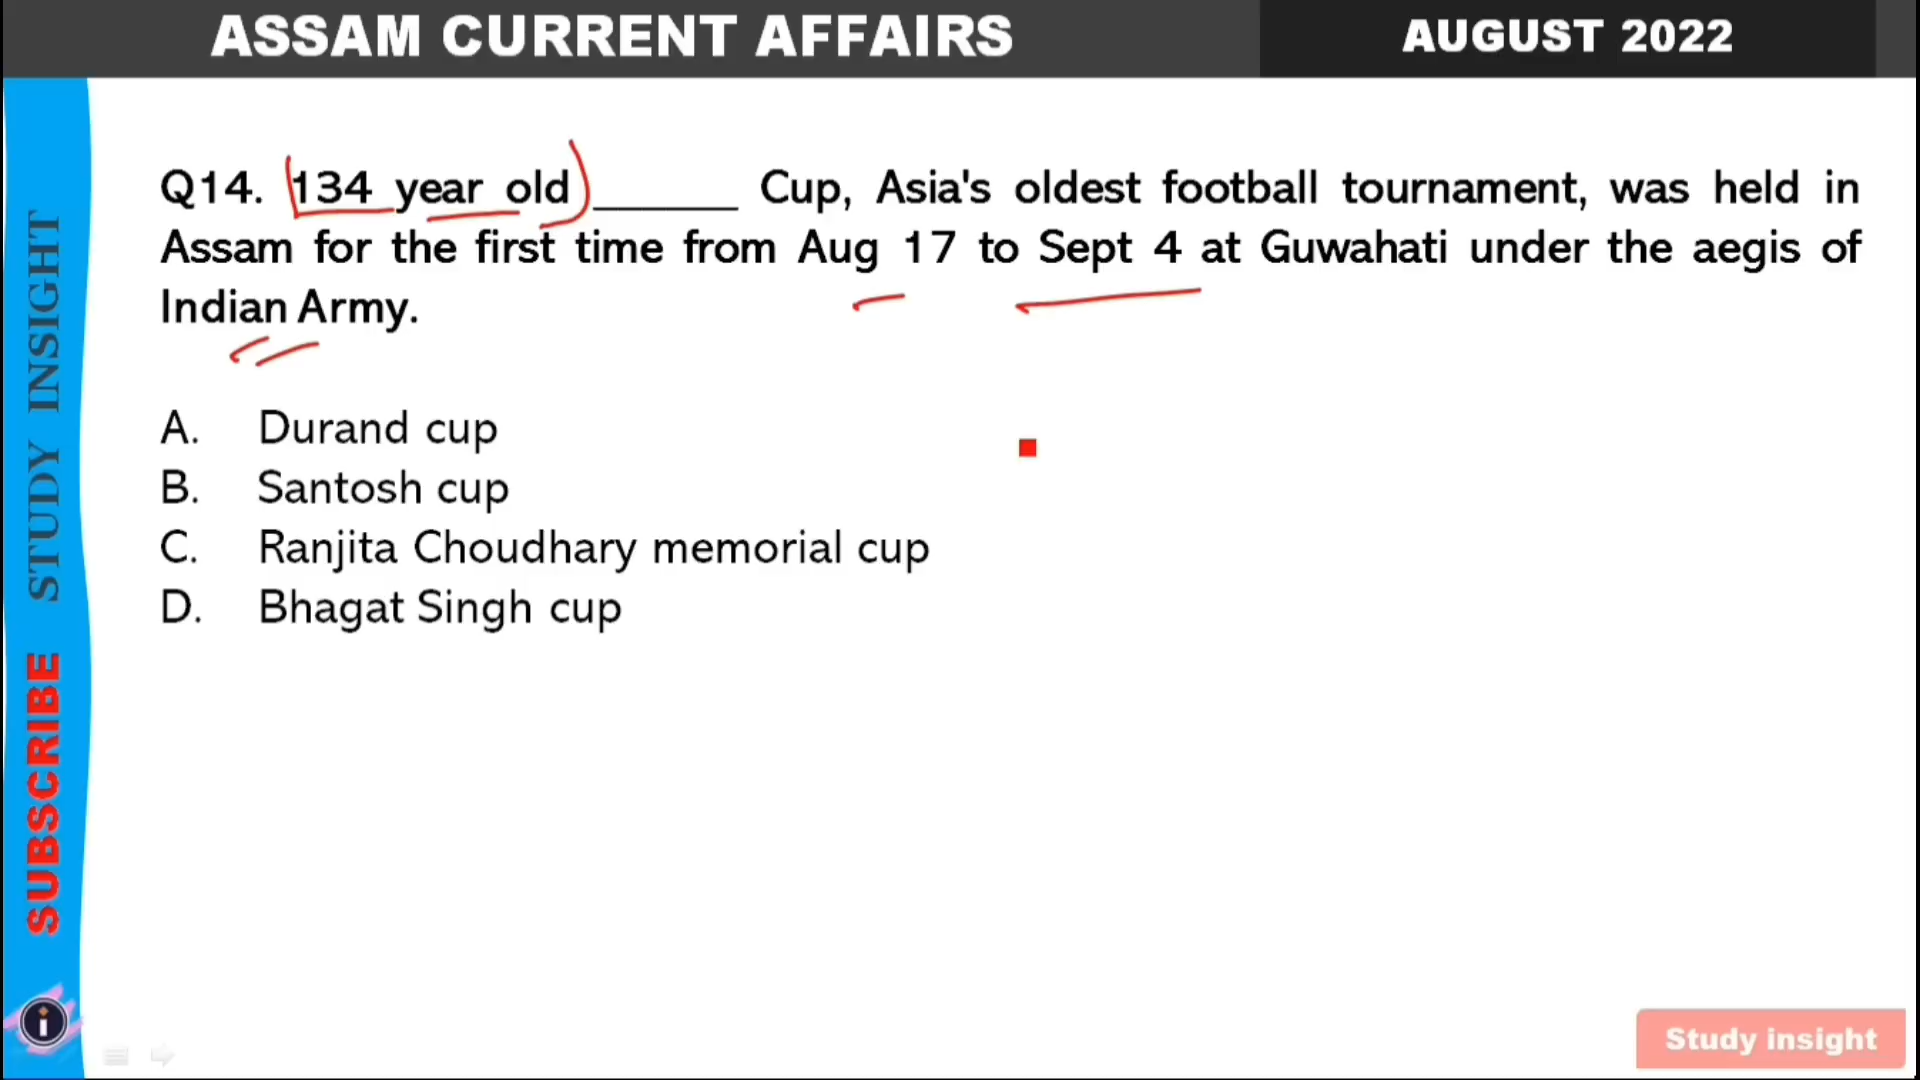 ASSAM CURRENT AFFAIRS
AUGUST 2022
Q14. 134 year old ______ Cup, Asia's oldest football tournament, was held in
Assam for the first time from Aug 17 to Sept 4 at Guwahati under the aegis of
Indian Army.
A. Durand cup
B. Santosh cup
C. Ranjita Choudhary memorial cup
D. Bhagat Singh cup
SUBSCRIBE STUDY INSIGHT
i
Study insight